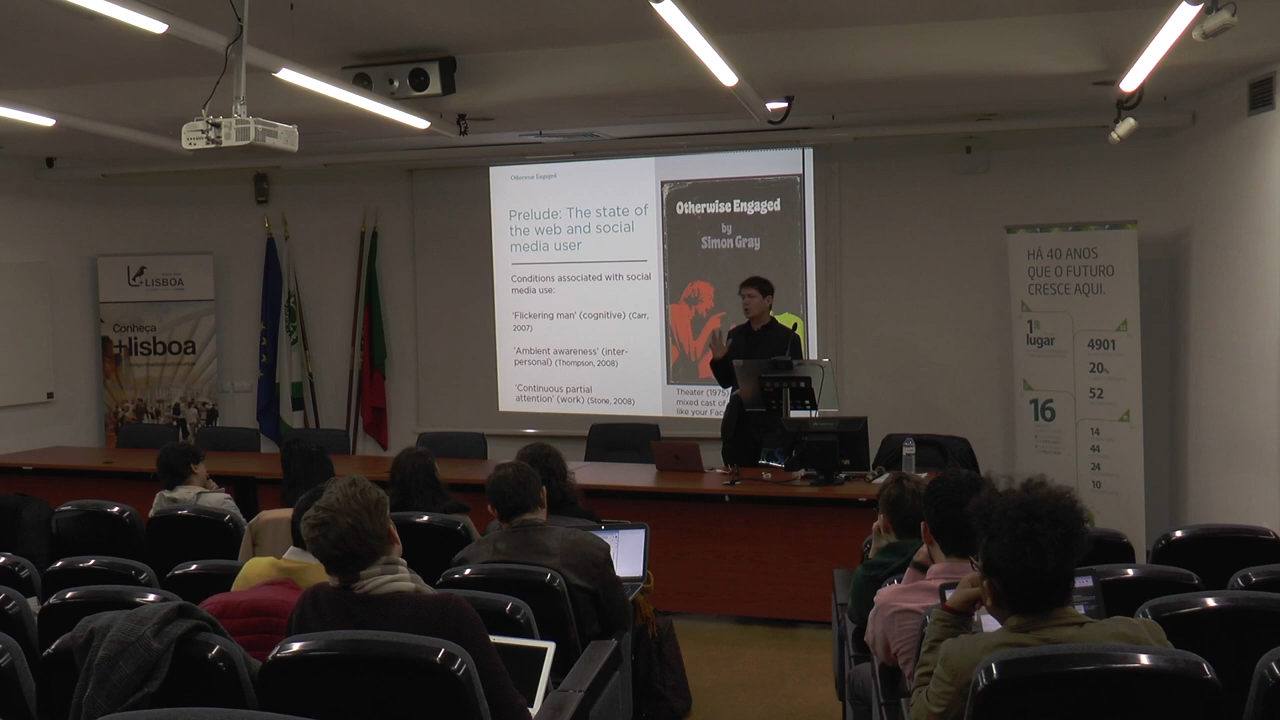 Otherwise Engaged
Prelude: The state of
the web and social
media user
Conditions associated with social
media use:
'Flickering man' (cognitive) (Carr,
2007)
'Ambient awareness' (inter-
personal) (Thompson, 2008)
'Continuous partial
attention' (work) (Stone, 2008)
Otherwise Engaged
by
Simon Gray
Theater (1975)
mixed cast of
like your Fac
+LISBOA
Conheça
+lisboa
HÁ 40 ANOS
QUE O FUTURO
CRESCE AQUI.
1º
lugar
16
4901
20%
52
14
44
24
10